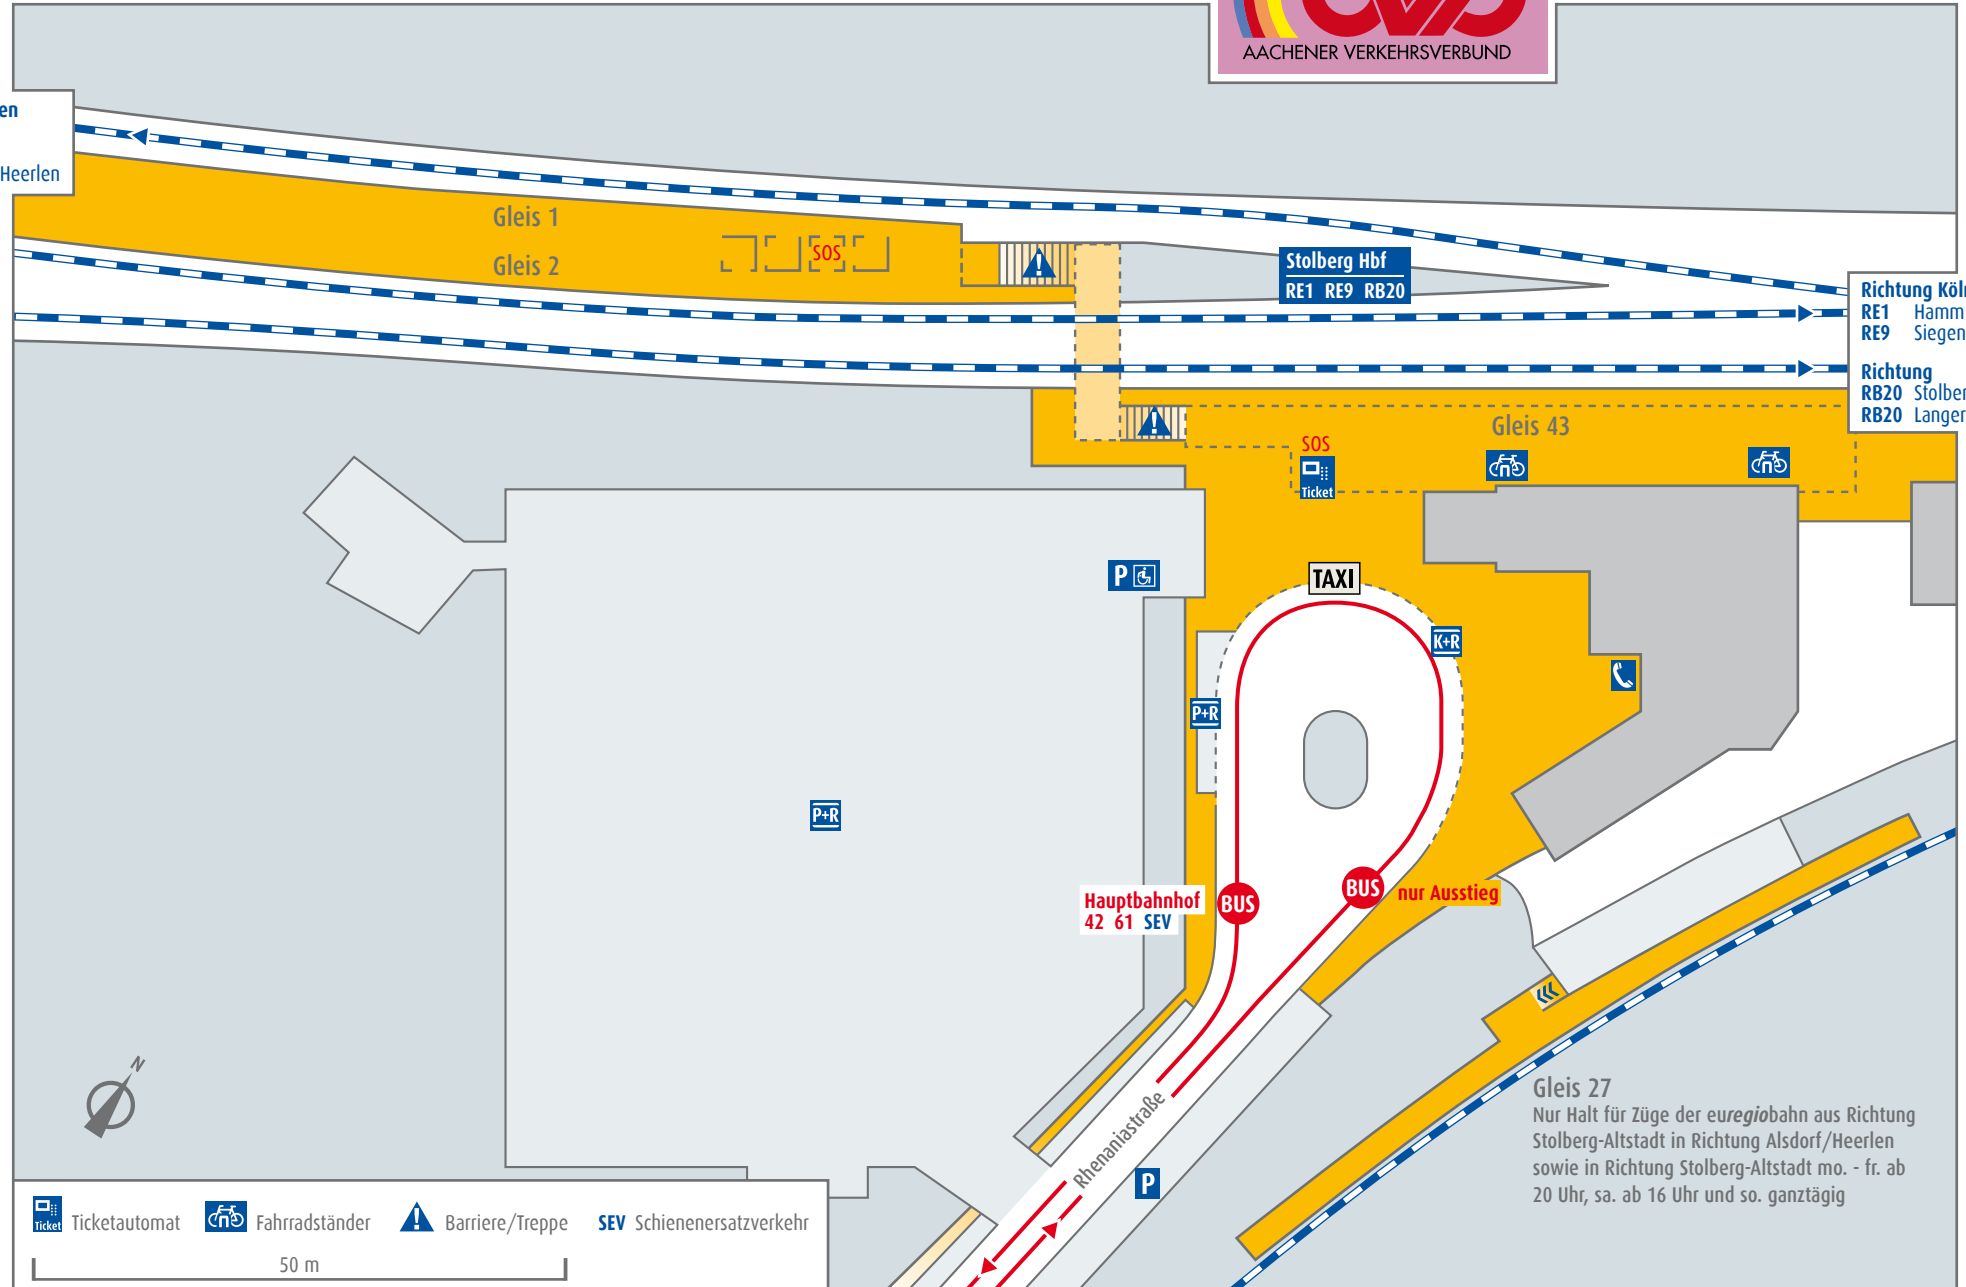 AACHENER VERKEHRSVERBUND
Heerlen
Gleis 1
Gleis 2
SOS
Stolberg Hbf
RE1 RE9 RB20
Richtung
RE1 Hamm
RE9 Siegen
Richtung
RB20
RB20
Gleis 43
SOS
Ticket
TAXI
P
K+R
P+R
P+R
Hauptbahnhof
42 61 SEV
BUS
BUS
nur Ausstieg
Rhenaniastraße
P
N
Gleis 27
Nur Halt für Züge der euregiobahn aus Richtung
Stolberg-Altstadt in Richtung Alsdorf/Heerlen
sowie in Richtung Stolberg-Altstadt mo. - fr. ab
20 Uhr, sa. ab 16 Uhr und so. ganztägig
Ticket Ticketautomat Fahrradständer Barriere/Treppe SEV Schienenersatzverkehr
50 m